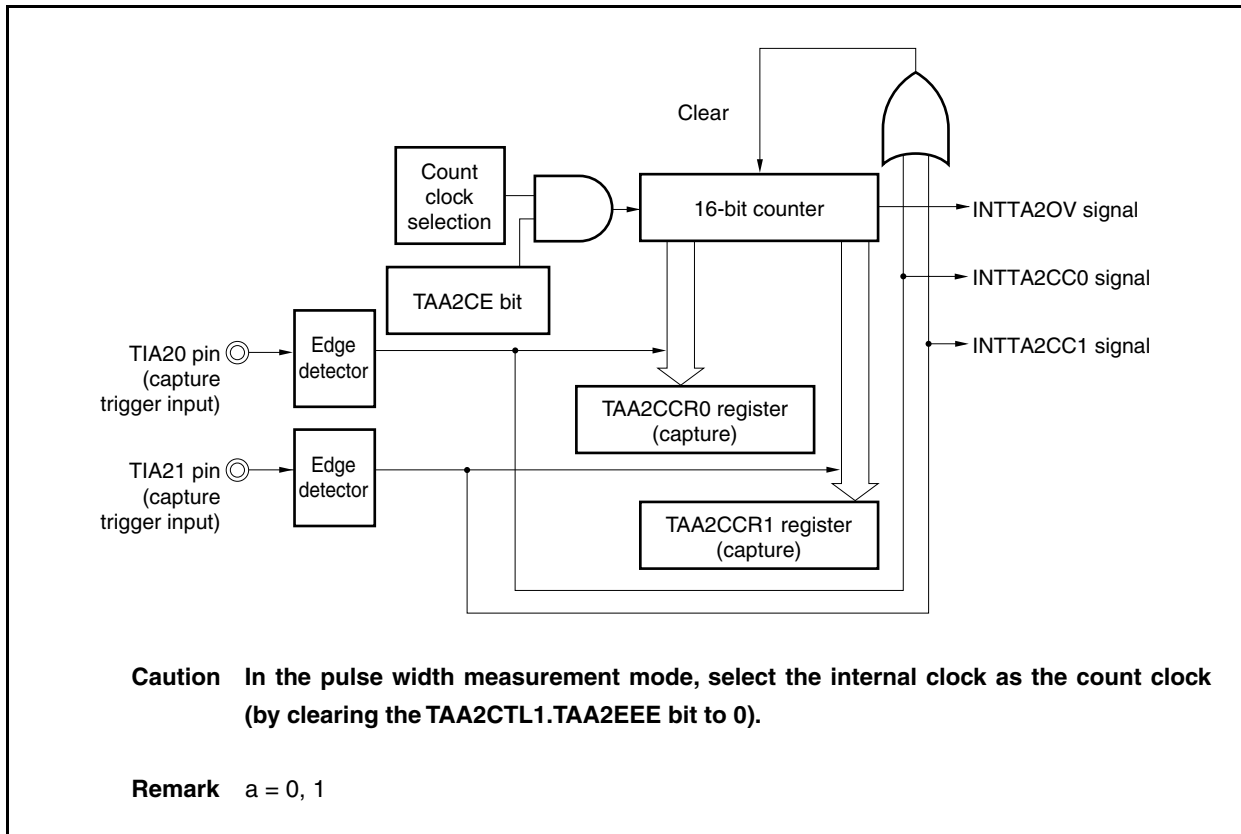 Clear
Count
clock
selection
16-bit counter
INTTA2OV signal
TAA2CE bit
INTTA2CC0 signal
TIA20 pin
(capture
trigger input)
Edge
detector
INTTA2CC1 signal
TAA2CCR0 register
(capture)
TIA21 pin
(capture
trigger input)
Edge
detector
TAA2CCR1 register
(capture)
Caution In the pulse width measurement mode, select the internal clock as the count clock
(by clearing the TAA2CTL1.TAA2EEE bit to 0).
Remark a = 0, 1